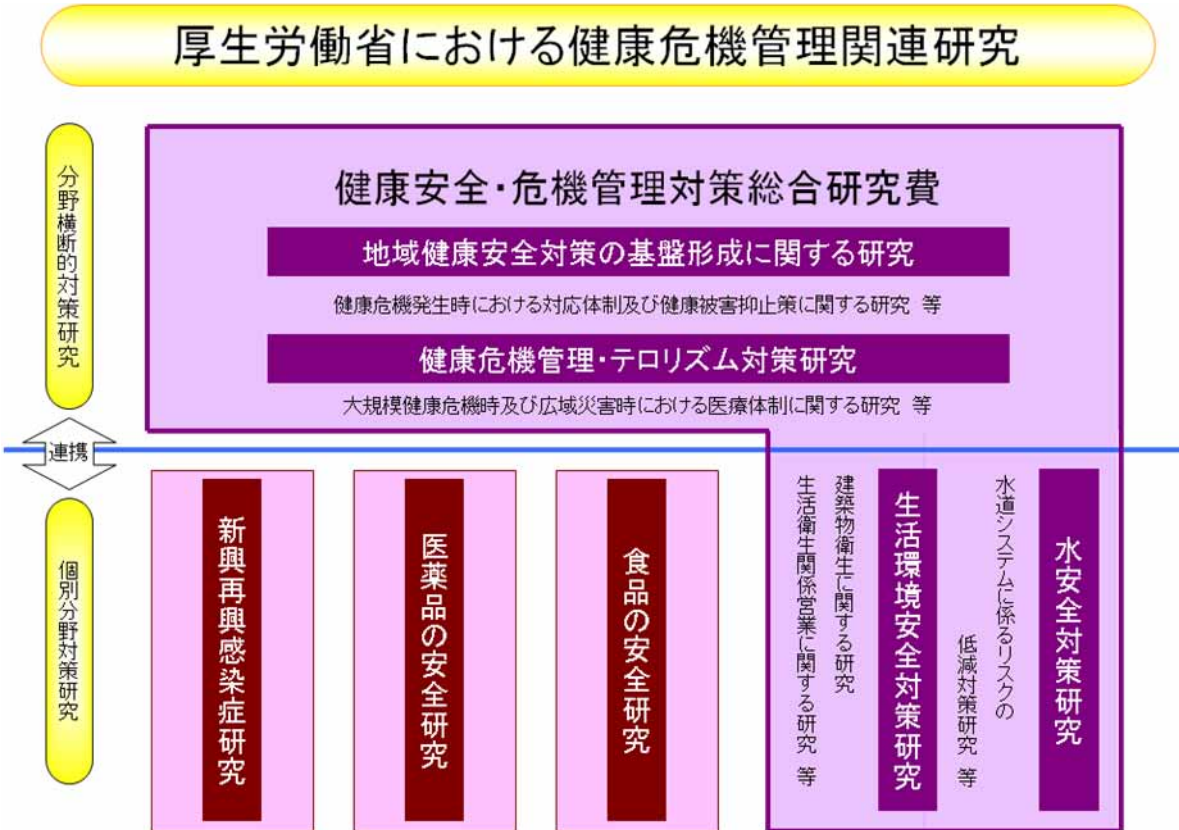 厚生労働省における健康危機管理関連研究
分野横断的対策研究
健康安全・危機管理対策総合研究費
地域健康安全対策の基盤形成に関する研究
健康危機発生時における対応体制及び健康被害抑止策に関する研究 等
健康危機管理・テロリズム対策研究
大規模健康危機時及び広域災害時における医療体制に関する研究 等
連携
個別分野対策研究
新興再興感染症研究
医薬品の安全研究
食品の安全研究
水安全対策研究
水道システムに係るリスクの
低減対策研究 等
生活環境安全対策研究
建築物衛生に関する研究
生活衛生関係営業に関する研究 等